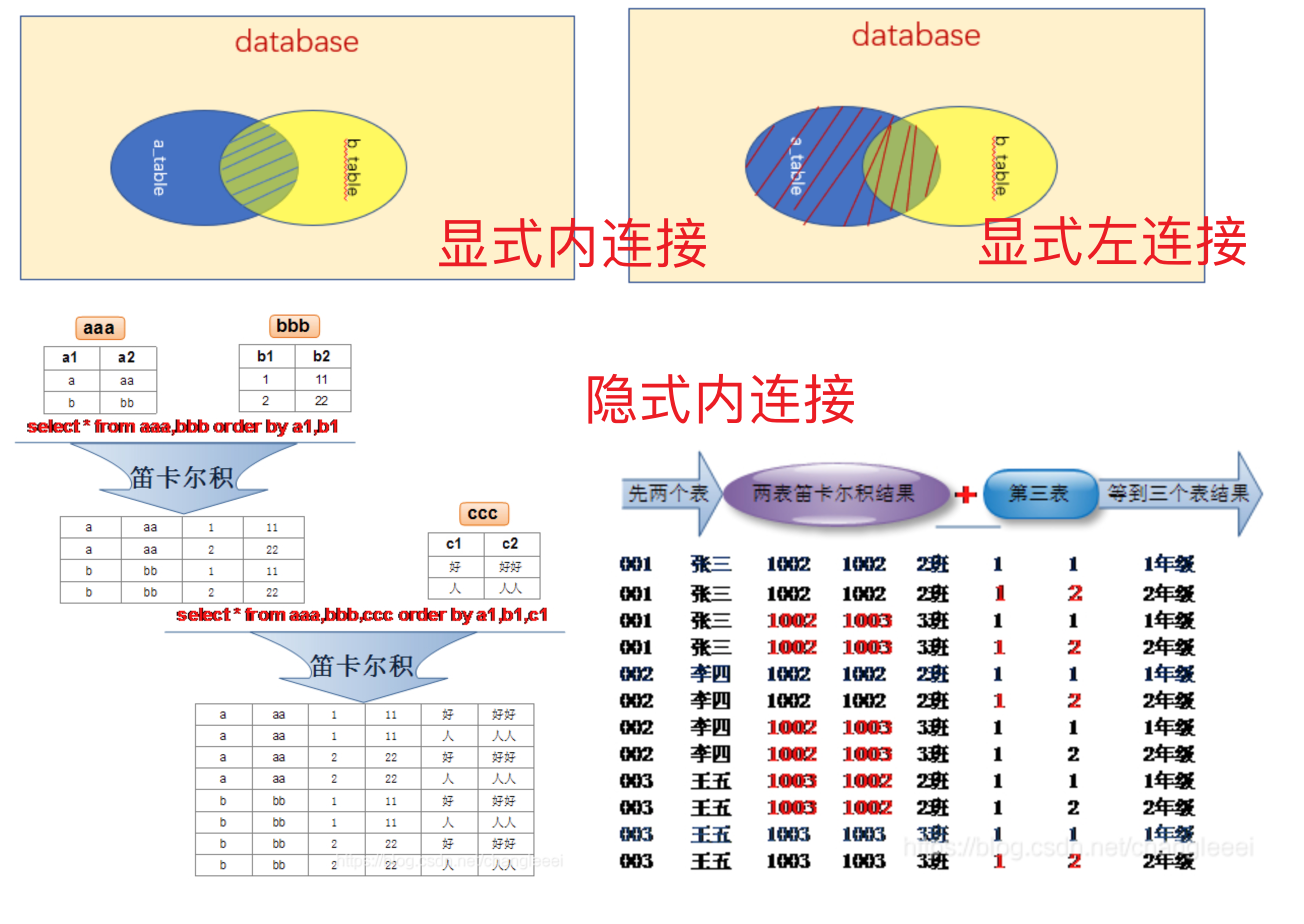 database
a_table
b_table
显式内连接
database
a_table
b_table
显式左连接
aaa
a1 a2
a aa
b bb
bbb
b1 b2
1 11
2 22
select * from aaa,bbb order by a1,b1
笛卡尔积
a aa 1 11
a aa 2 22
b bb 1 11
b bb 2 22
ccc
c1 c2
好 好好
人 人人
select * from aaa,bbb,ccc order by a1,b1,c1
笛卡尔积
a aa 1 11 好 好好
a aa 1 11 人 人人
a aa 2 22 好 好好
a aa 2 22 人 人人
b bb 1 11 好 好好
b bb 1 11 人 人人
b bb 2 22 好 好好
b bb 2 22 人 人人
https://blog.csdn.net/changleeei
隐式内连接
先两个表 两表笛卡尔积结果 + 第三表 等到三个表结果
001 张三 1002 1002 2班 1 1 1年级
001 张三 1002 1002 2班 1 2 2年级
001 张三 1002 1003 3班 1 1 1年级
001 张三 1002 1003 3班 1 2 2年级
002 李四 1002 1002 2班 1 1 1年级
002 李四 1002 1002 2班 1 2 2年级
002 李四 1002 1003 3班 1 1 1年级
002 李四 1002 1003 3班 1 2 2年级
003 王五 1003 1002 2班 1 1 1年级
003 王五 1003 1002 2班 1 2 2年级
003 王五 1003 1003 3班 1 1 1年级
003 王五 1003 1003 3班 1 2 2年级
https://blog.csdn.net/changleeei